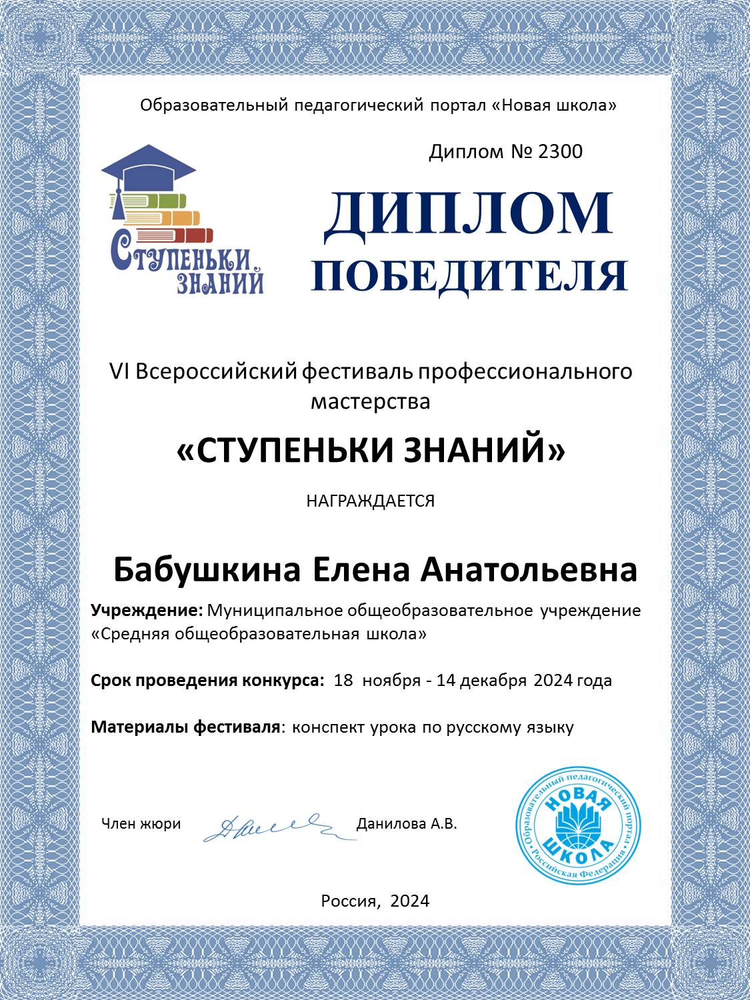 Образовательный педагогический портал «Новая школа»
Диплом № 2300
СТУПЕНЬКИ
ЗНАНИЙ
ДИПЛОМ
ПОБЕДИТЕЛЯ
VI Всероссийский фестиваль профессионального
мастерства
«СТУПЕНЬКИ ЗНАНИЙ»
НАГРАЖДАЕТСЯ
Бабушкина Елена Анатольевна
Учреждение: Муниципальное общеобразовательное учреждение
«Средняя общеобразовательная школа»
Срок проведения конкурса: 18 ноября - 14 декабря 2024 года
Материалы фестиваля: конспект урока по русскому языку
Член жюри Данилова А.В.
• Образовательный педагогический портал •
Российская Федерация
НОВАЯ
ШКОЛА
Россия, 2024